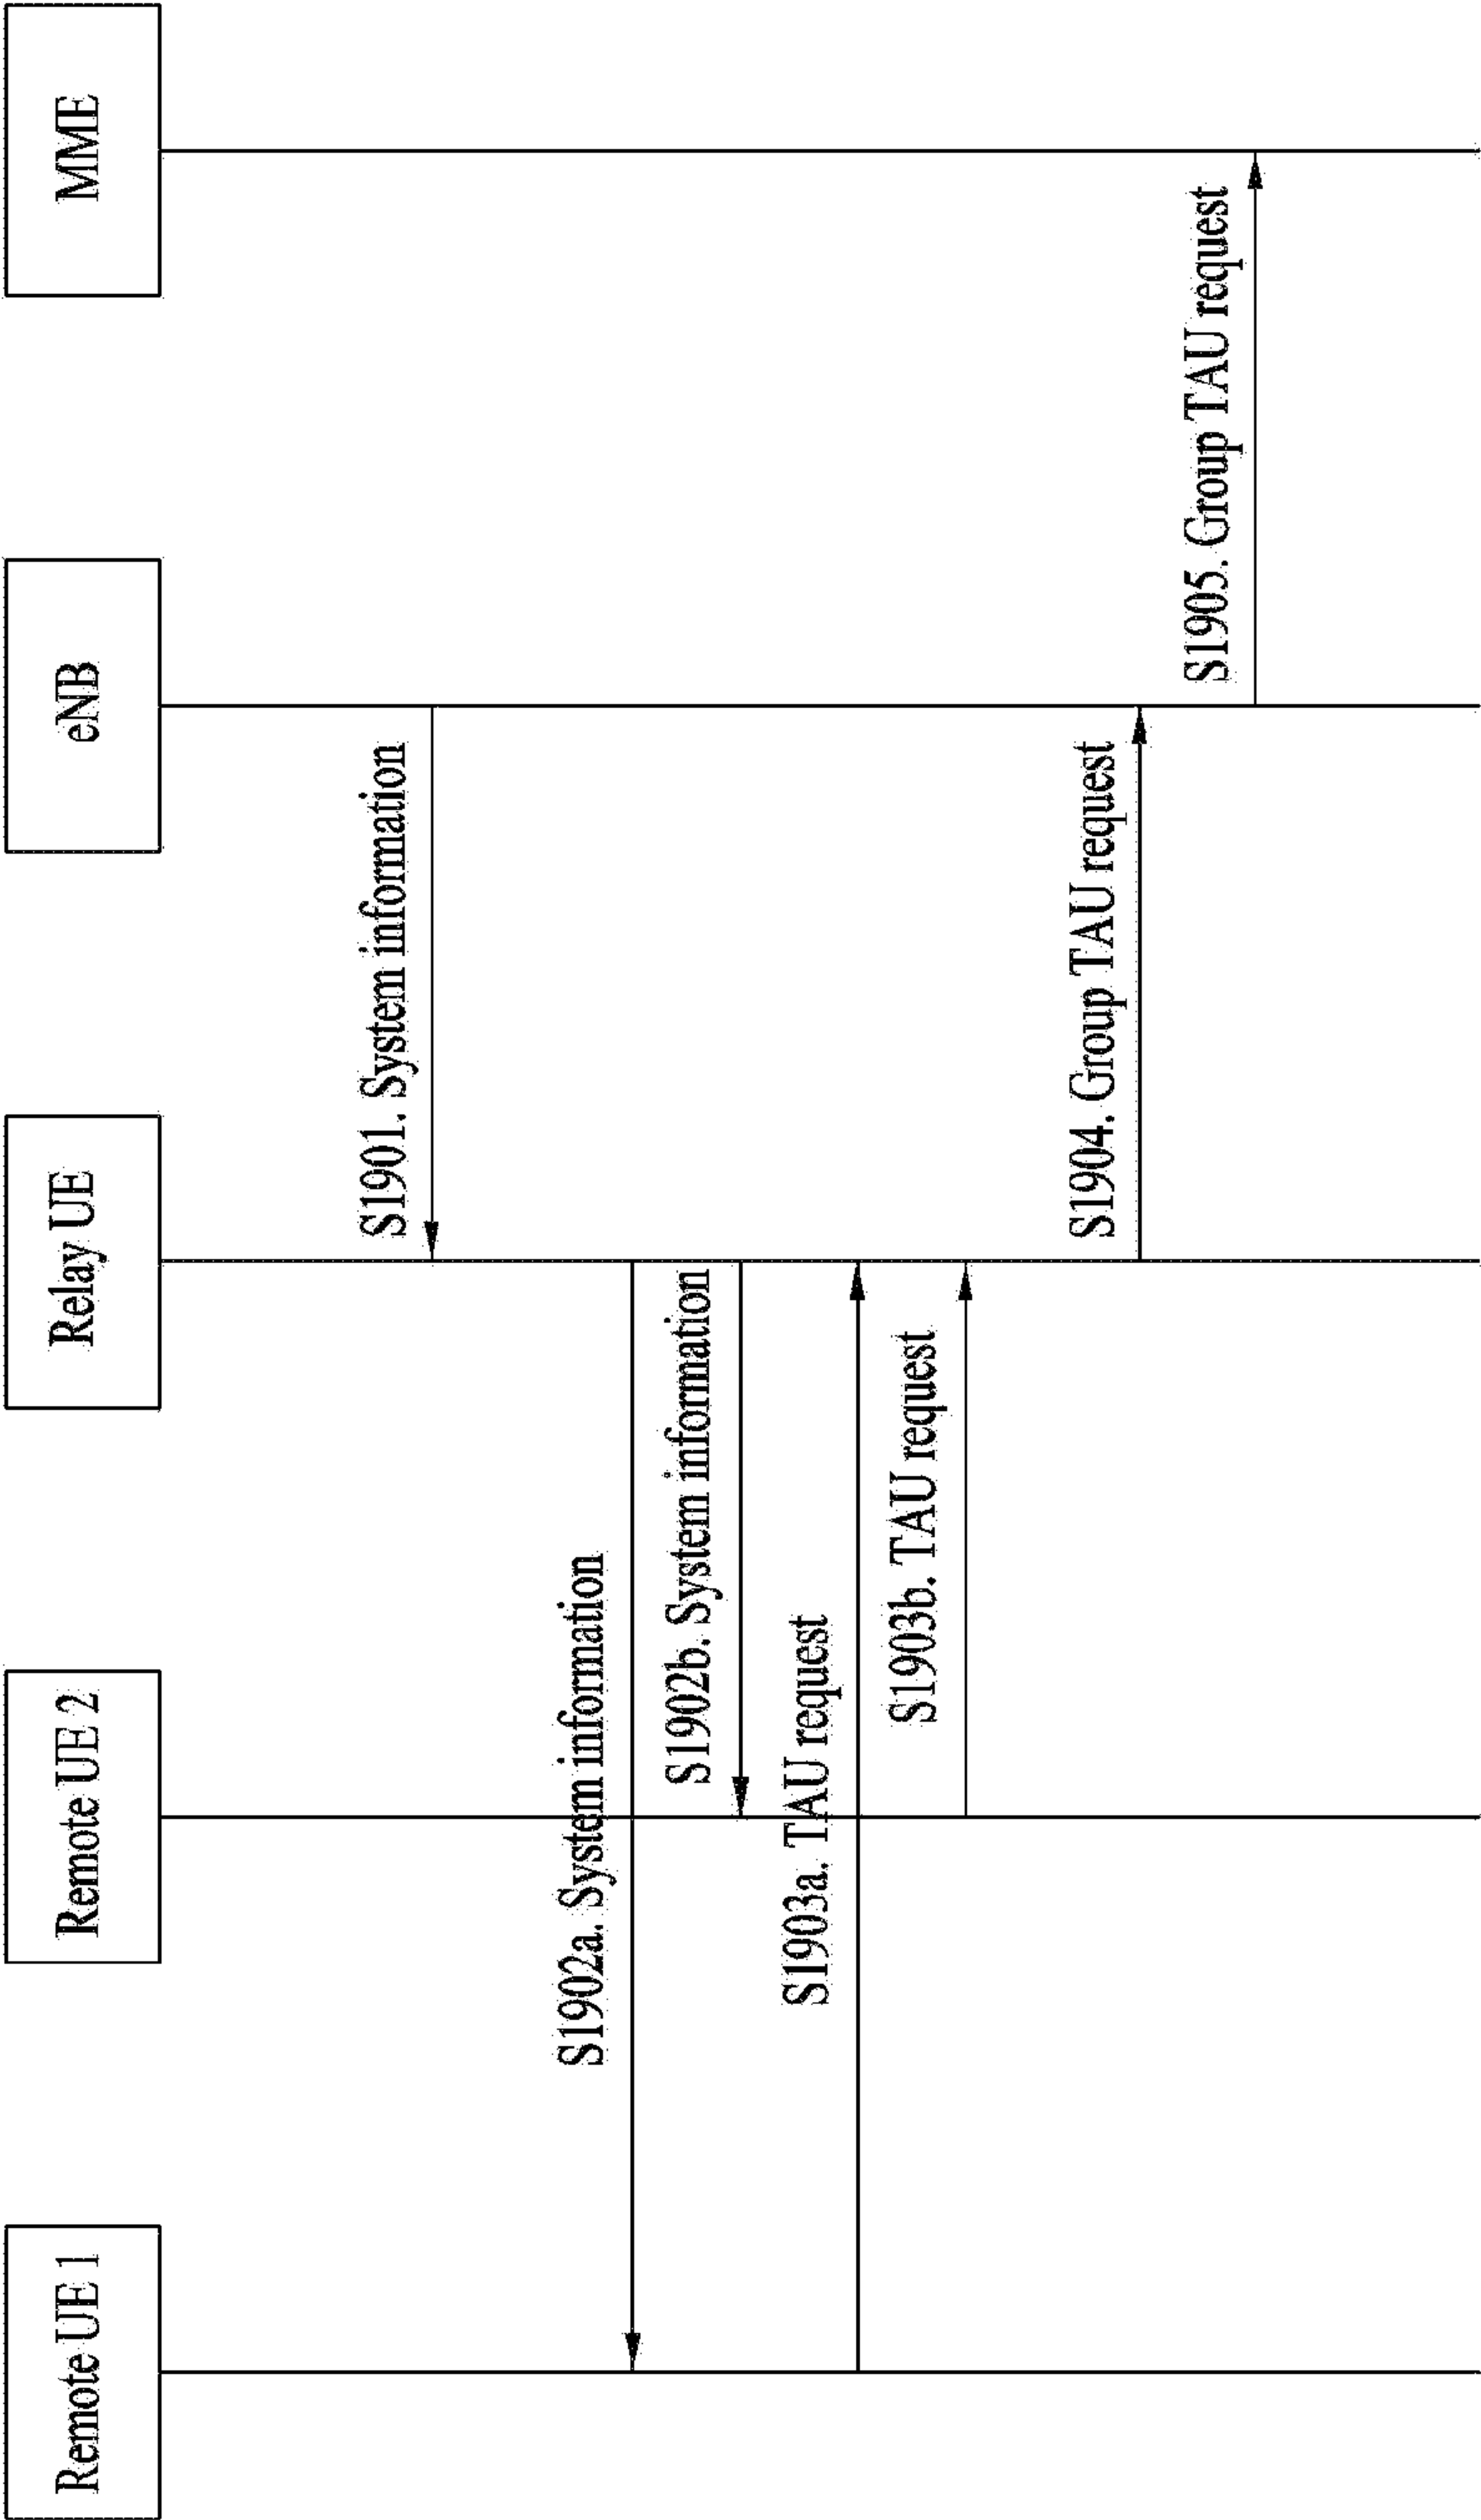 Remote UE 1
Remote UE 2
Relay UE
eNB
MME
S1901. System information
S1902a. System information
S1902b. System information
S1903a. TAU request
S1903b. TAU request
S1904. Group TAU request
S1905. Group TAU request